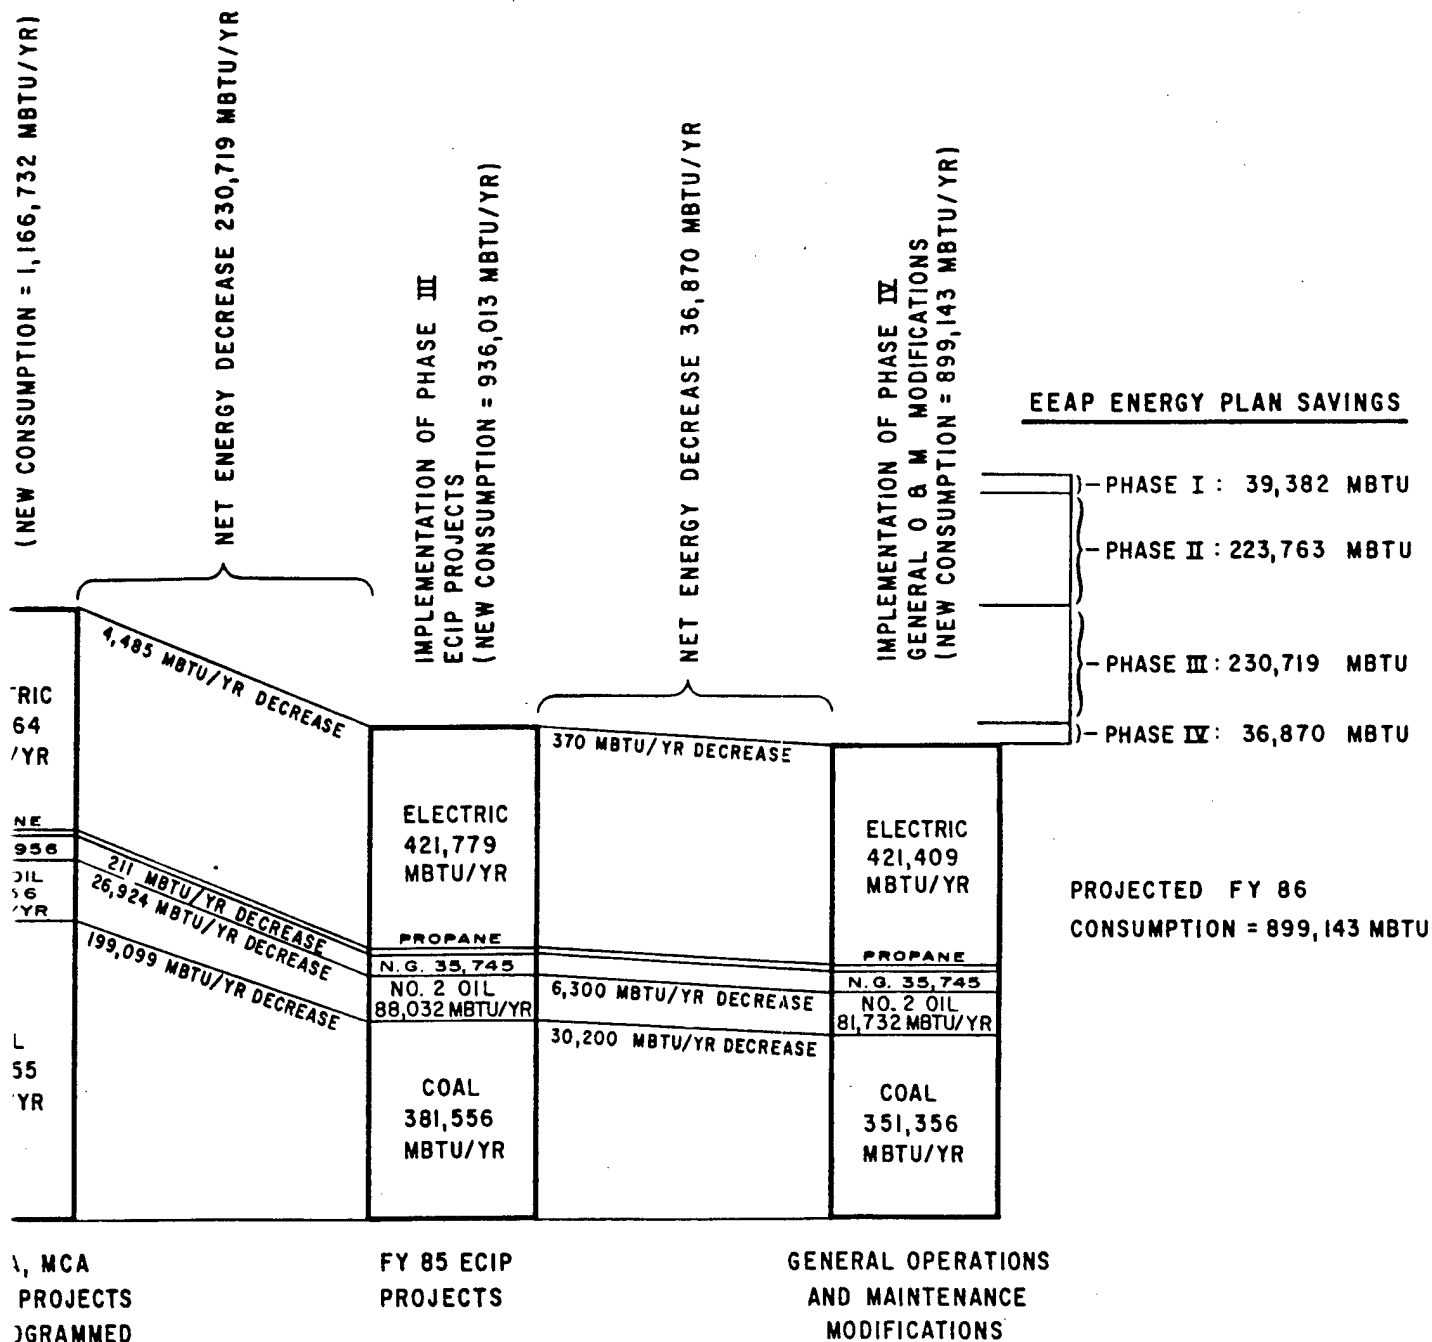 (NEW CONSUMPTION = 1,166,732 MBTU/YR)
NET ENERGY DECREASE 230,719 MBTU/YR
IMPLEMENTATION OF PHASE III
ECIP PROJECTS
(NEW CONSUMPTION = 936,013 MBTU/YR)
NET ENERGY DECREASE 36,870 MBTU/YR
IMPLEMENTATION OF PHASE IV
GENERAL O & M MODIFICATIONS
(NEW CONSUMPTION = 899,143 MBTU/YR)
EEAP ENERGY PLAN SAVINGS
PHASE I: 39,382 MBTU
PHASE II: 223,763 MBTU
PHASE III: 230,719 MBTU
PHASE IV: 36,870 MBTU
RIC
64
/YR
NE
956
OIL
56
/YR
L
55
YR
4,485 MBTU/YR DECREASE
211 MBTU/YR DECREASE
26,924 MBTU/YR DECREASE
199,099 MBTU/YR DECREASE
ELECTRIC
421,779
MBTU/YR
PROPANE
N.G. 35,745
NO. 2 OIL
88,032 MBTU/YR
COAL
381,556
MBTU/YR
370 MBTU/YR DECREASE
6,300 MBTU/YR DECREASE
30,200 MBTU/YR DECREASE
ELECTRIC
421,409
MBTU/YR
PROPANE
N.G. 35,745
NO. 2 OIL
81,732 MBTU/YR
COAL
351,356
MBTU/YR
PROJECTED FY 86
CONSUMPTION = 899,143 MBTU
, MCA
PROJECTS
OGRAMMED
FY 85 ECIP
PROJECTS
GENERAL OPERATIONS
AND MAINTENANCE
MODIFICATIONS